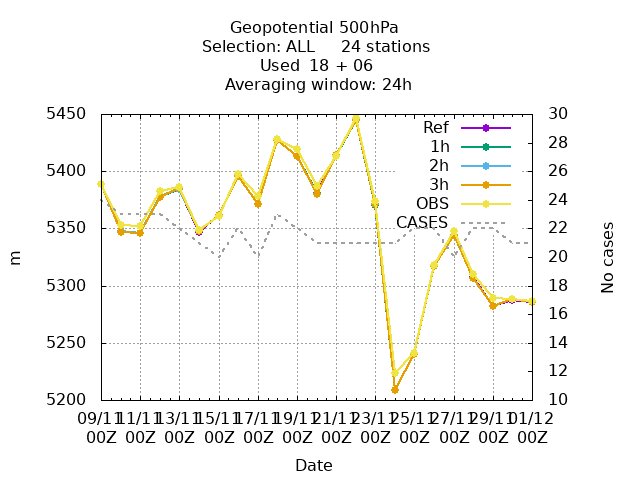 Geopotential 500hPa
Selection: ALL     24 stations
Used  18 + 06
Averaging window: 24h
5450
5400
5350
5300
5250
5200
m
30
28
26
24
22
20
18
16
14
12
10
No cases
Ref
1h
2h
3h
OBS
CASES
09/11 11/11 13/11 15/11 17/11 19/11 21/11 23/11 25/11 27/11 29/11 01/12
00Z 00Z 00Z 00Z 00Z 00Z 00Z 00Z 00Z 00Z 00Z 00Z
Date